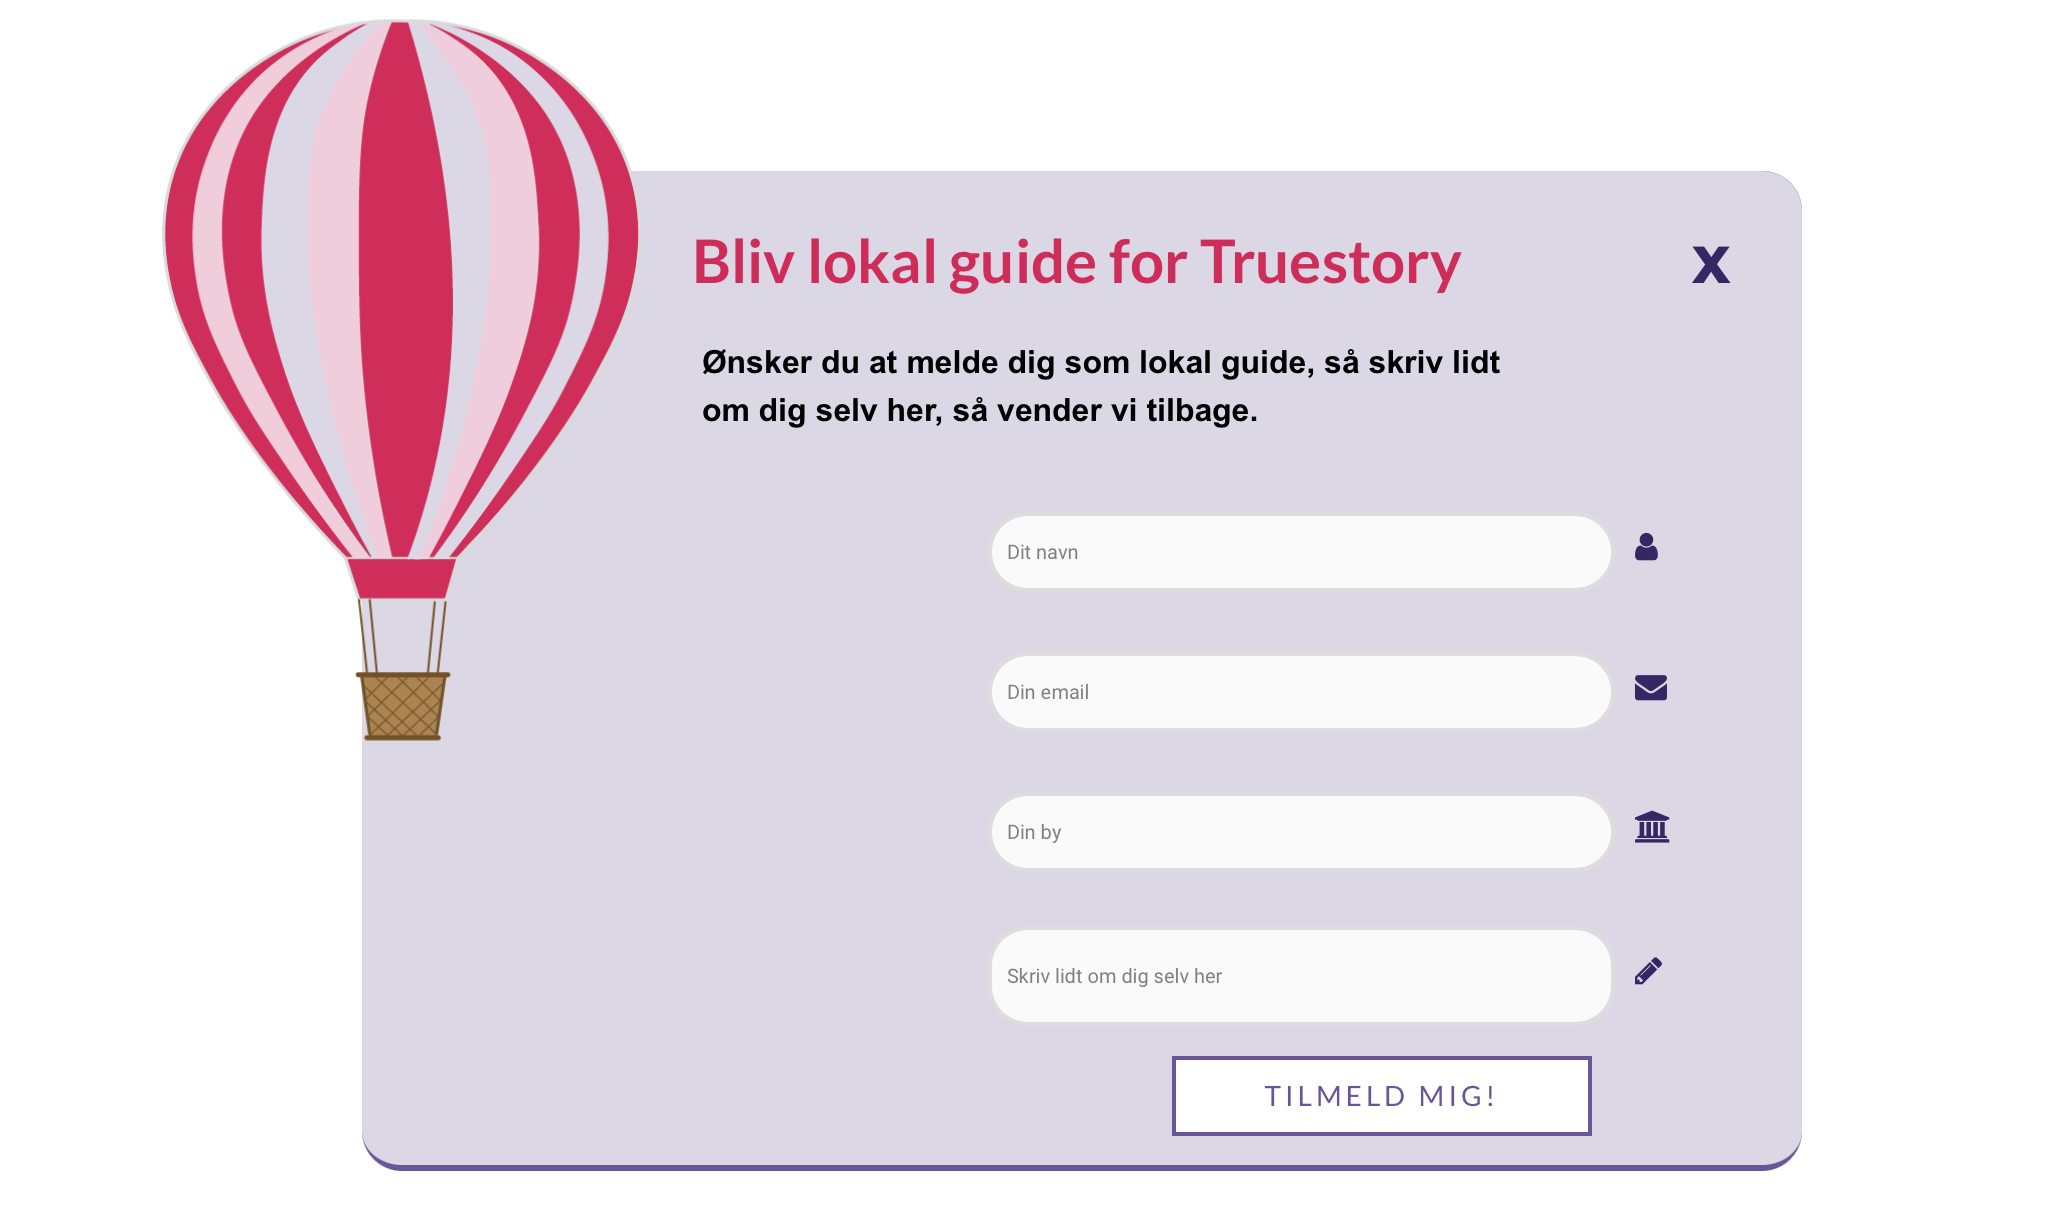 Bliv lokal guide for Truestory
x
Ønsker du at melde dig som lokal guide, så skriv lidt
om dig selv her, så vender vi tilbage.
Dit navn
Din email
Din by
Skriv lidt om dig selv her
TILMELD MIG!